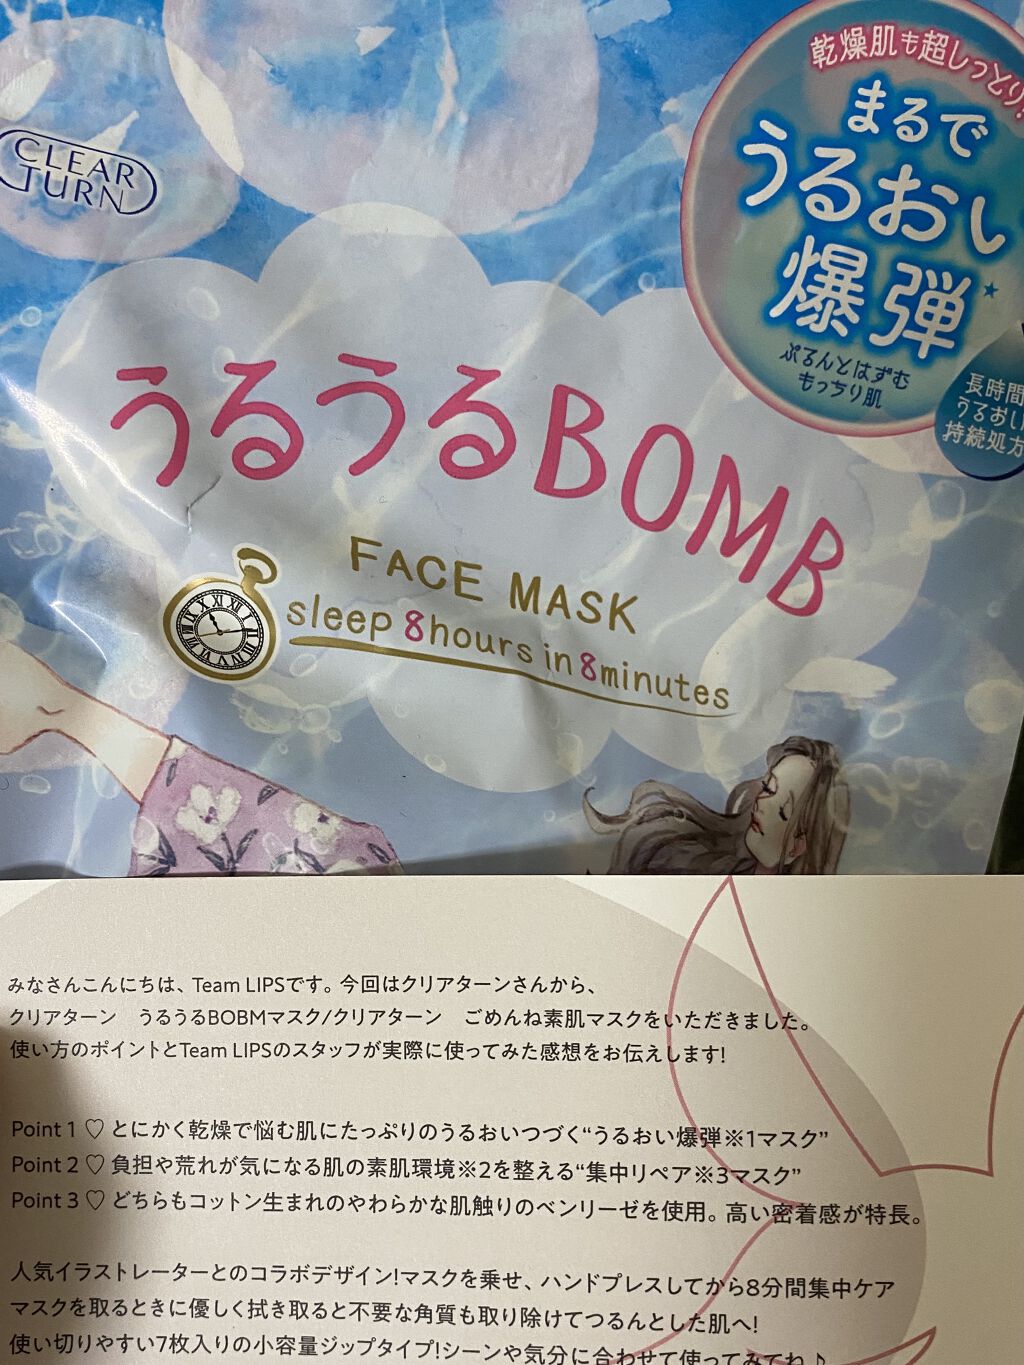 CLEAR
TURN
乾燥肌も超しっとり!
まるで
うるおい
爆弾
ぷるんとはずむ
もっちり肌
長時間
うるおい
持続処方
うるうるBOMB
FACE MASK
sleep 8hours in 8minutes
みなさんこんにちは、Team LIPSです。今回はクリアターンさんから、
クリアターン　うるうるBOBMマスク/クリアターン　ごめんね素肌マスクをいただきました。
使い方のポイントとTeam LIPSのスタッフが実際に使ってみた感想をお伝えします!
Point 1 ♡ とにかく乾燥で悩む肌にたっぷりのうるおいつづく“うるおい爆弾※1マスク”
Point 2 ♡ 負担や荒れが気になる肌の素肌環境※2を整える“集中リペア※3マスク”
Point 3 ♡ どちらもコットン生まれのやわらかな肌触りのベンリーゼを使用。高い密着感が特長。
人気イラストレーターとのコラボデザイン!マスクを乗せ、ハンドプレスしてから8分間集中ケア
マスクを取るときに優しく拭き取ると不要な角質も取り除けてつるんとした肌へ!
使い切りやすい7枚入りの小容量ジップタイプ!シーンや気分に合わせて使ってみてね♪